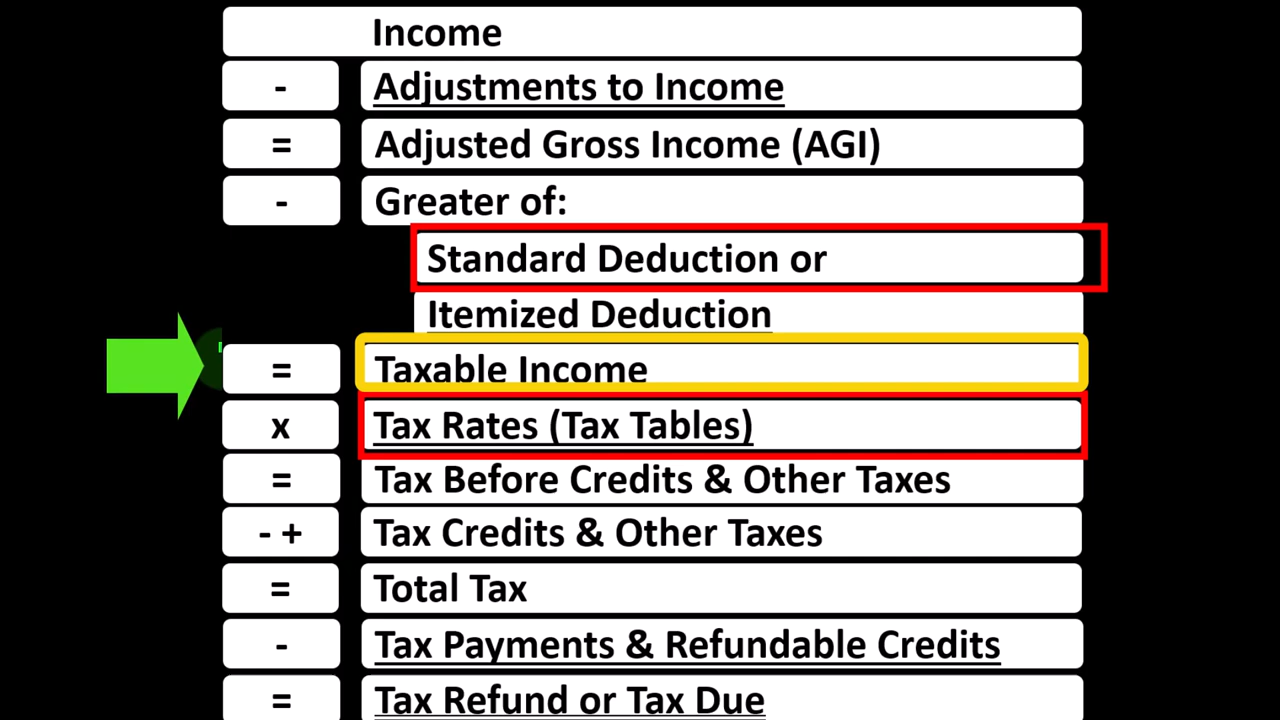 Income
- Adjustments to Income
= Adjusted Gross Income (AGI)
- Greater of:
Standard Deduction or
Itemized Deduction
= Taxable Income
x Tax Rates (Tax Tables)
= Tax Before Credits & Other Taxes
- + Tax Credits & Other Taxes
= Total Tax
- Tax Payments & Refundable Credits
= Tax Refund or Tax Due